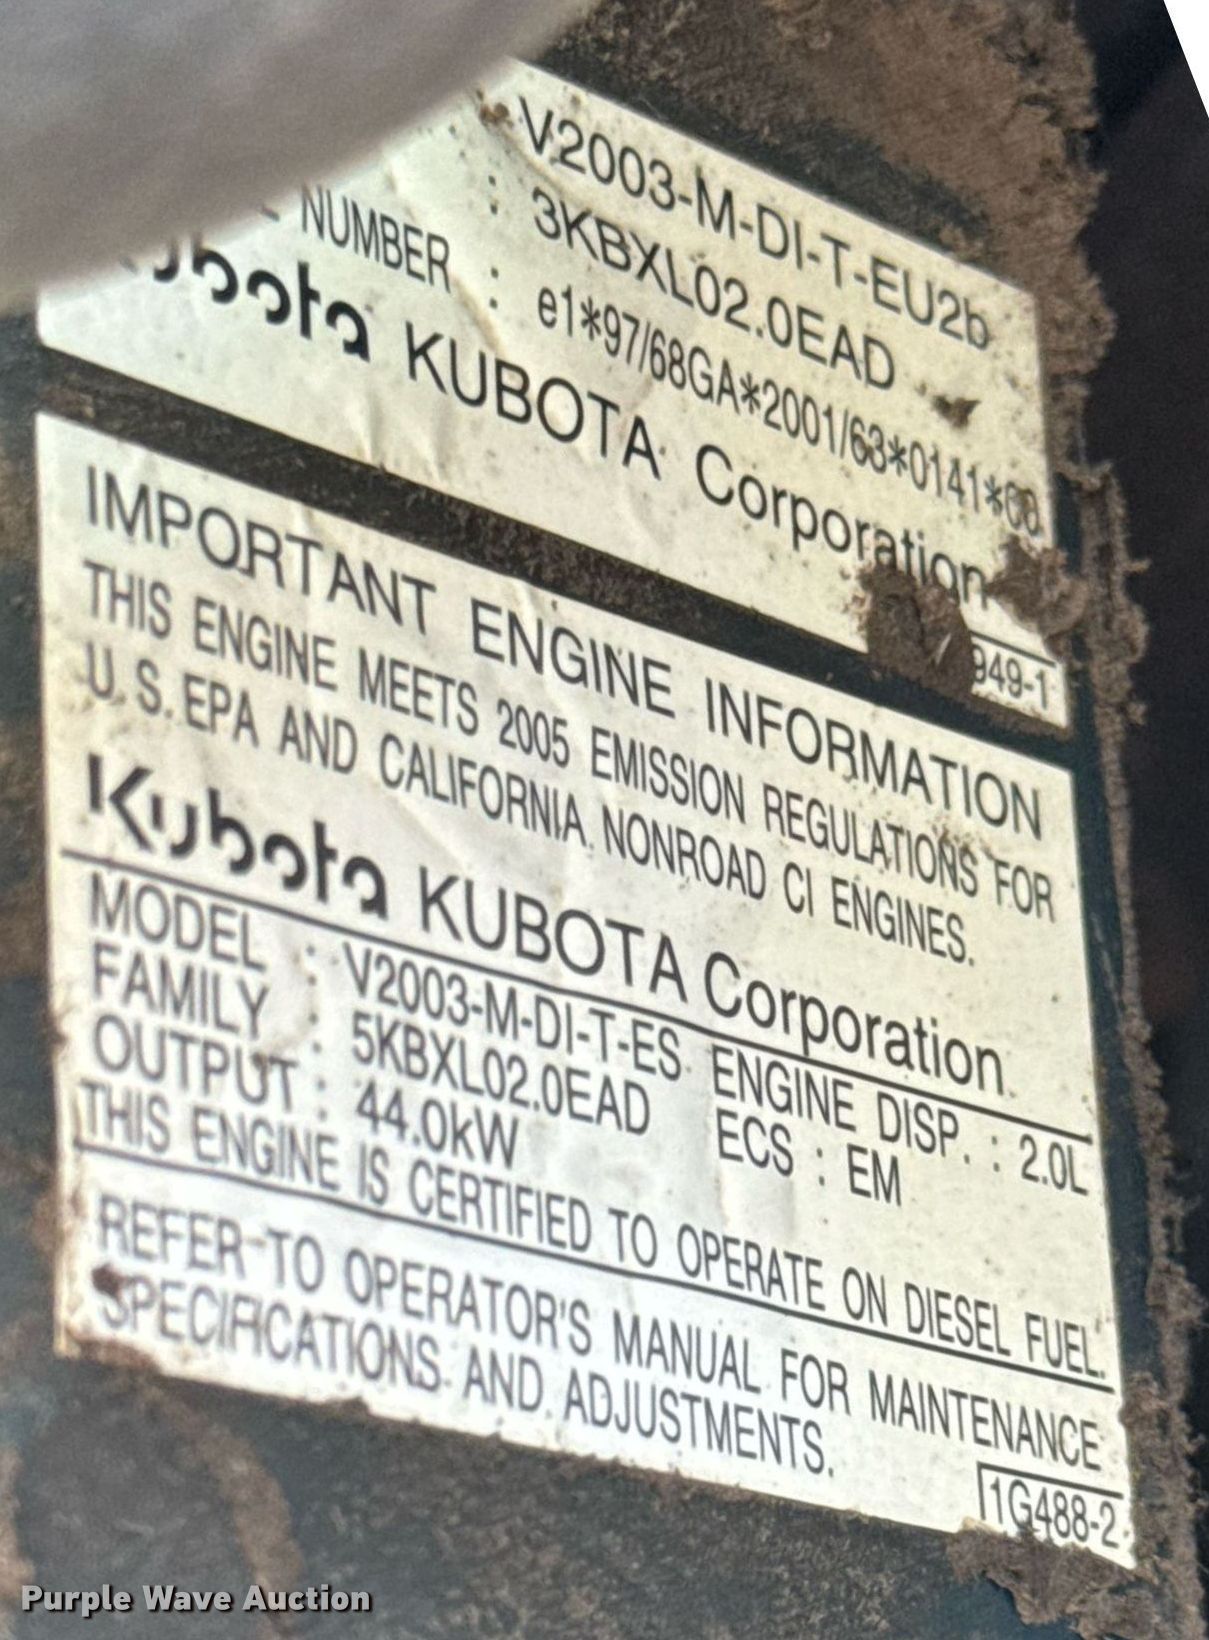 V2003-M-DI-T-EU2b
: 3KBXL02.0EAD
NUMBER : e1*97/68GA*2001/63*0141*00
Kubota KUBOTA Corporation
949-1
IMPORTANT ENGINE INFORMATION
THIS ENGINE MEETS 2005 EMISSION REGULATIONS FOR
U.S.EPA AND CALIFORNIA NONROAD CI ENGINES.
Kubota KUBOTA Corporation
MODEL : V2003-M-DI-T-ES ENGINE DISP. : 2.0L
FAMILY : 5KBXL02.0EAD ECS : EM
OUTPUT : 44.0kW
THIS ENGINE IS CERTIFIED TO OPERATE ON DIESEL FUEL.
REFER TO OPERATOR'S MANUAL FOR MAINTENANCE
SPECIFICATIONS AND ADJUSTMENTS.
1G488-2
Purple Wave Auction